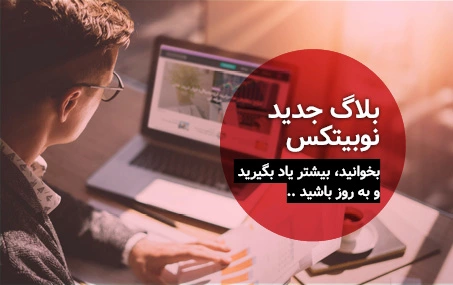 بلاگ جدید
نوبیتکس
بخوانید، بیشتر یاد بگیرید
و به روز باشید ..